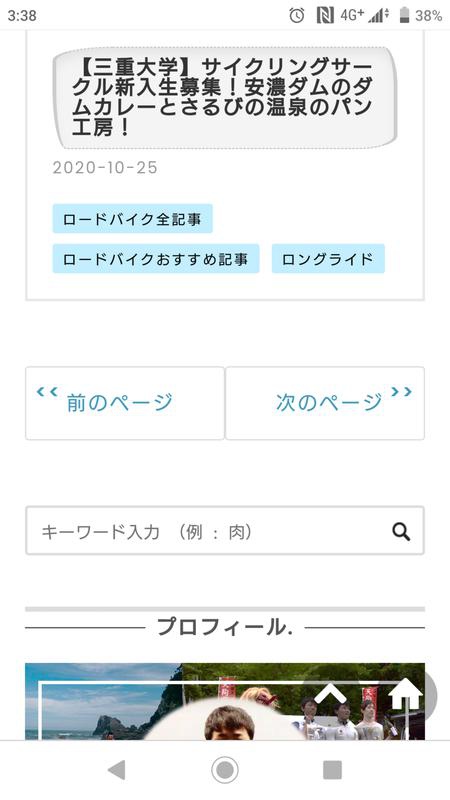 3:38
4G+
38%
【三重大学】サイクリングサー
クル新入生募集！安濃ダムのダ
ムカレーとさるびの温泉のパン
工房！
2020-10-25
ロードバイク全記事
ロードバイクおすすめ記事 ロングライド
<< 前のページ 次のページ >>
キーワード入力 （例 : 肉）
プロフィール.